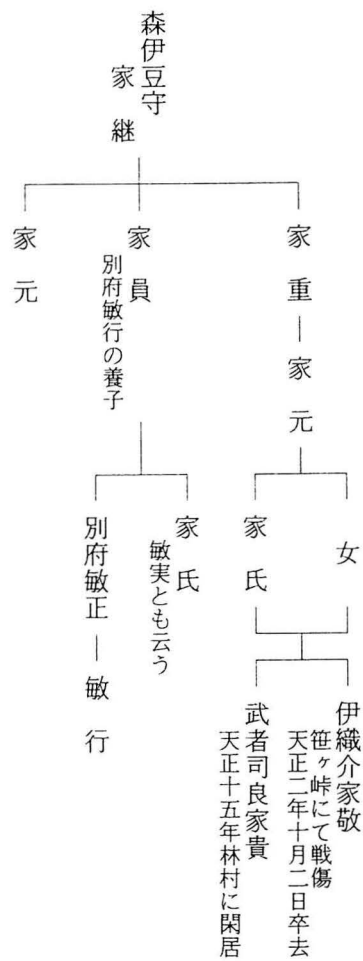 森伊豆守
家継
家重―家元
女
伊織介家敬
笹ヶ峠にて戦傷
天正二年十月二日卒去
家氏
武者司良家貴
天正十五年林村に閑居
家員
別府敏行の養子
家氏
敏実とも云う
別府敏正―敏行
家元